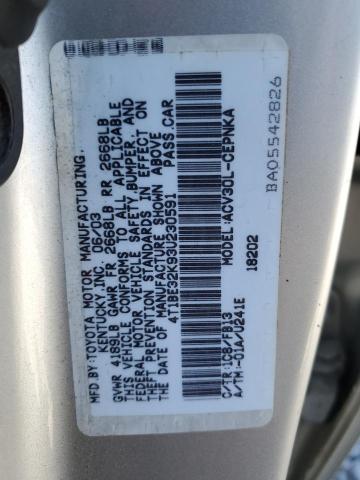 MFD. BY:TOYOTA MOTOR MANUFACTURING
KENTUCKY, INC. 06/03
GVWR 4189LB GAWR FR 2668LB RR 2668LB
THIS VEHICLE CONFORMS TO ALL APPLICABLE
FEDERAL MOTOR VEHICLE SAFETY,BUMPER, AND
THEFT PREVENTION STANDARDS IN EFFECT ON
THE DATE OF MANUFACTURE SHOWN ABOVE.
4T1BE32K93U230591 PASS.CAR
MODEL:ACV30L-CEPNKA
C/TR:1C8/FB13 18202
A/TM:-01A/U241E
BA05542826